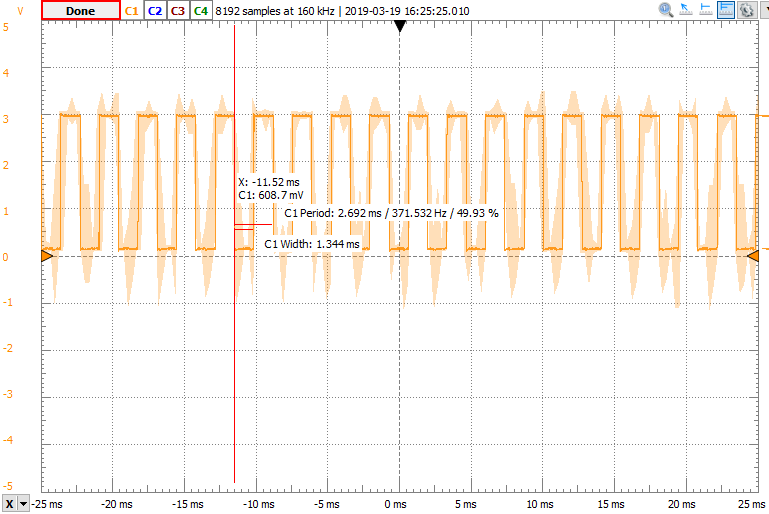 V Done C1 C2 C3 C4 8192 samples at 160 kHz | 2019-03-19 16:25:25.010
5
4
3
2
X: -11.52 ms
C1: 608.7 mV
1
C1 Period: 2.692 ms / 371.532 Hz / 49.93 %
C1 Width: 1.344 ms
0
-1
-2
-3
-4
-5
X -25 ms -20 ms -15 ms -10 ms -5 ms 0 ms 5 ms 10 ms 15 ms 20 ms 25 ms